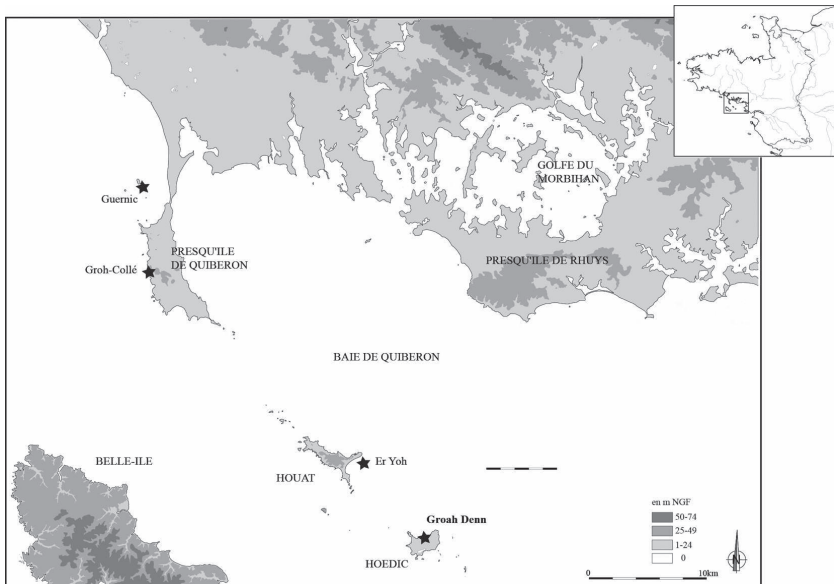 GOLFE DU
MORBIHAN
Guernic
PRESQU'ILE
DE QUIBERON
PRESQU'ILE DE RHUYS
Groh-Collé
BAIE DE QUIBERON
BELLE-ILE
Er Yoh
HOUAT
Groah Denn
HOEDIC
en m NGF
50-74
25-49
1-24
0
10km
0